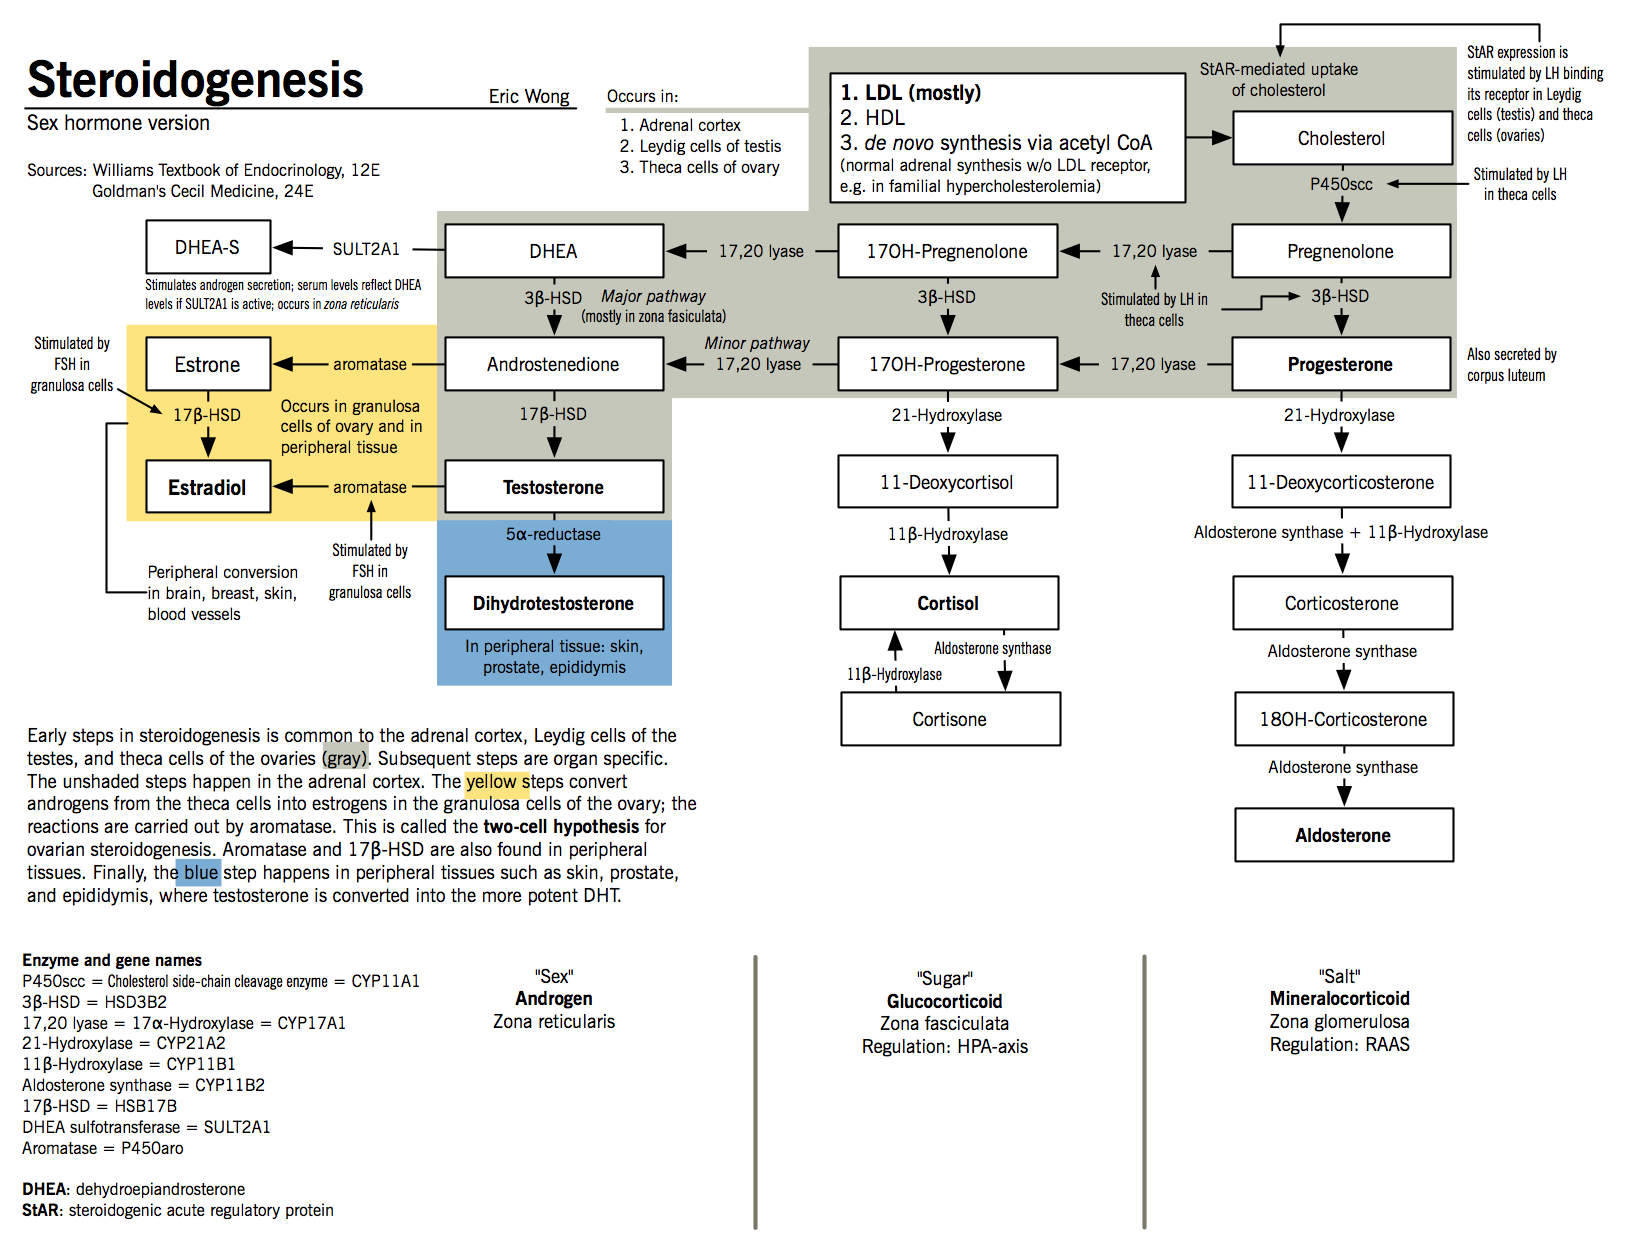 Steroidogenesis
Eric Wong
Sex hormone version
Sources: Williams Textbook of Endocrinology, 12E
Goldman's Cecil Medicine, 24E
Occurs in:
1. Adrenal cortex
2. Leydig cells of testis
3. Theca cells of ovary
1. LDL (mostly)
2. HDL
3. de novo synthesis via acetyl CoA
(normal adrenal synthesis w/o LDL receptor,
e.g. in familial hypercholesterolemia)
StAR-mediated uptake
of cholesterol
StAR expression is
stimulated by LH binding
its receptor in Leydig
cells (testis) and theca
cells (ovaries)
Cholesterol
P450scc
Stimulated by LH
in theca cells
DHEA-S
SULT2A1
DHEA
17,20 lyase
17OH-Pregnenolone
17,20 lyase
Pregnenolone
Stimulates androgen secretion; serum levels reflect DHEA
levels if SULT2A1 is active; occurs in zona reticularis
3β-HSD
Major pathway
(mostly in zona fasiculata)
3β-HSD
Stimulated by LH in
theca cells
3β-HSD
Stimulated by
FSH in
granulosa cells
Estrone
aromatase
Androstenedione
Minor pathway
17,20 lyase
17OH-Progesterone
17,20 lyase
Progesterone
Also secreted by
corpus luteum
17β-HSD
Occurs in granulosa
cells of ovary and in
peripheral tissue
17β-HSD
21-Hydroxylase
21-Hydroxylase
Estradiol
aromatase
Testosterone
11-Deoxycortisol
11-Deoxycorticosterone
Stimulated by
FSH in
granulosa cells
5α-reductase
11β-Hydroxylase
Aldosterone synthase + 11β-Hydroxylase
Peripheral conversion
in brain, breast, skin,
blood vessels
Dihydrotestosterone
Cortisol
Corticosterone
In peripheral tissue: skin,
prostate, epididymis
11β-Hydroxylase
Aldosterone synthase
Aldosterone synthase
Cortisone
18OH-Corticosterone
Aldosterone synthase
Aldosterone
Early steps in steroidogenesis is common to the adrenal cortex, Leydig cells of the
testes, and theca cells of the ovaries (gray). Subsequent steps are organ specific.
The unshaded steps happen in the adrenal cortex. The yellow steps convert
androgens from the theca cells into estrogens in the granulosa cells of the ovary; the
reactions are carried out by aromatase. This is called the two-cell hypothesis for
ovarian steroidogenesis. Aromatase and 17β-HSD are also found in peripheral
tissues. Finally, the blue step happens in peripheral tissues such as skin, prostate,
and epididymis, where testosterone is converted into the more potent DHT.
Enzyme and gene names
P450scc = Cholesterol side-chain cleavage enzyme = CYP11A1
3β-HSD = HSD3B2
17,20 lyase = 17α-Hydroxylase = CYP17A1
21-Hydroxylase = CYP21A2
11β-Hydroxylase = CYP11B1
Aldosterone synthase = CYP11B2
17β-HSD = HSB17B
DHEA sulfotransferase = SULT2A1
Aromatase = P450aro
DHEA: dehydroepiandrosterone
StAR: steroidogenic acute regulatory protein
"Sex"
Androgen
Zona reticularis
"Sugar"
Glucocorticoid
Zona fasciculata
Regulation: HPA-axis
"Salt"
Mineralocorticoid
Zona glomerulosa
Regulation: RAAS